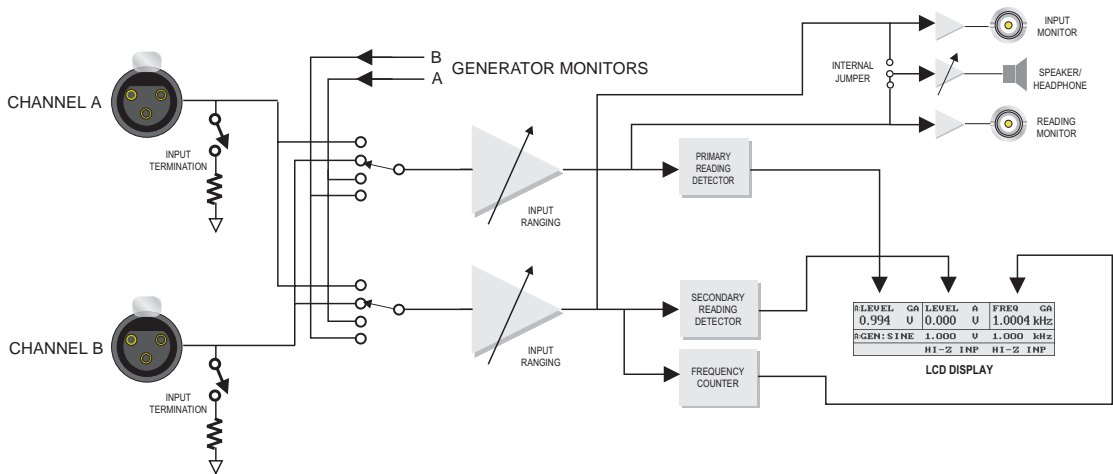 INPUT
MONITOR
B
A
GENERATOR MONITORS
INTERNAL
JUMPER
SPEAKER/
HEADPHONE
CHANNEL A
INPUT
TERMINATION
READING
MONITOR
PRIMARY
READING
DETECTOR
INPUT
RANGING
SECONDARY
READING
DETECTOR
A:LEVEL GA LEVEL A FREQ GA
0.994 V 0.000 V 1.0004 kHz
A:GEN:SINE 1.000 V 1.000 kHz
HI-Z INP HI-Z INP
LCD DISPLAY
CHANNEL B
INPUT
RANGING
FREQUENCY
COUNTER
INPUT
TERMINATION